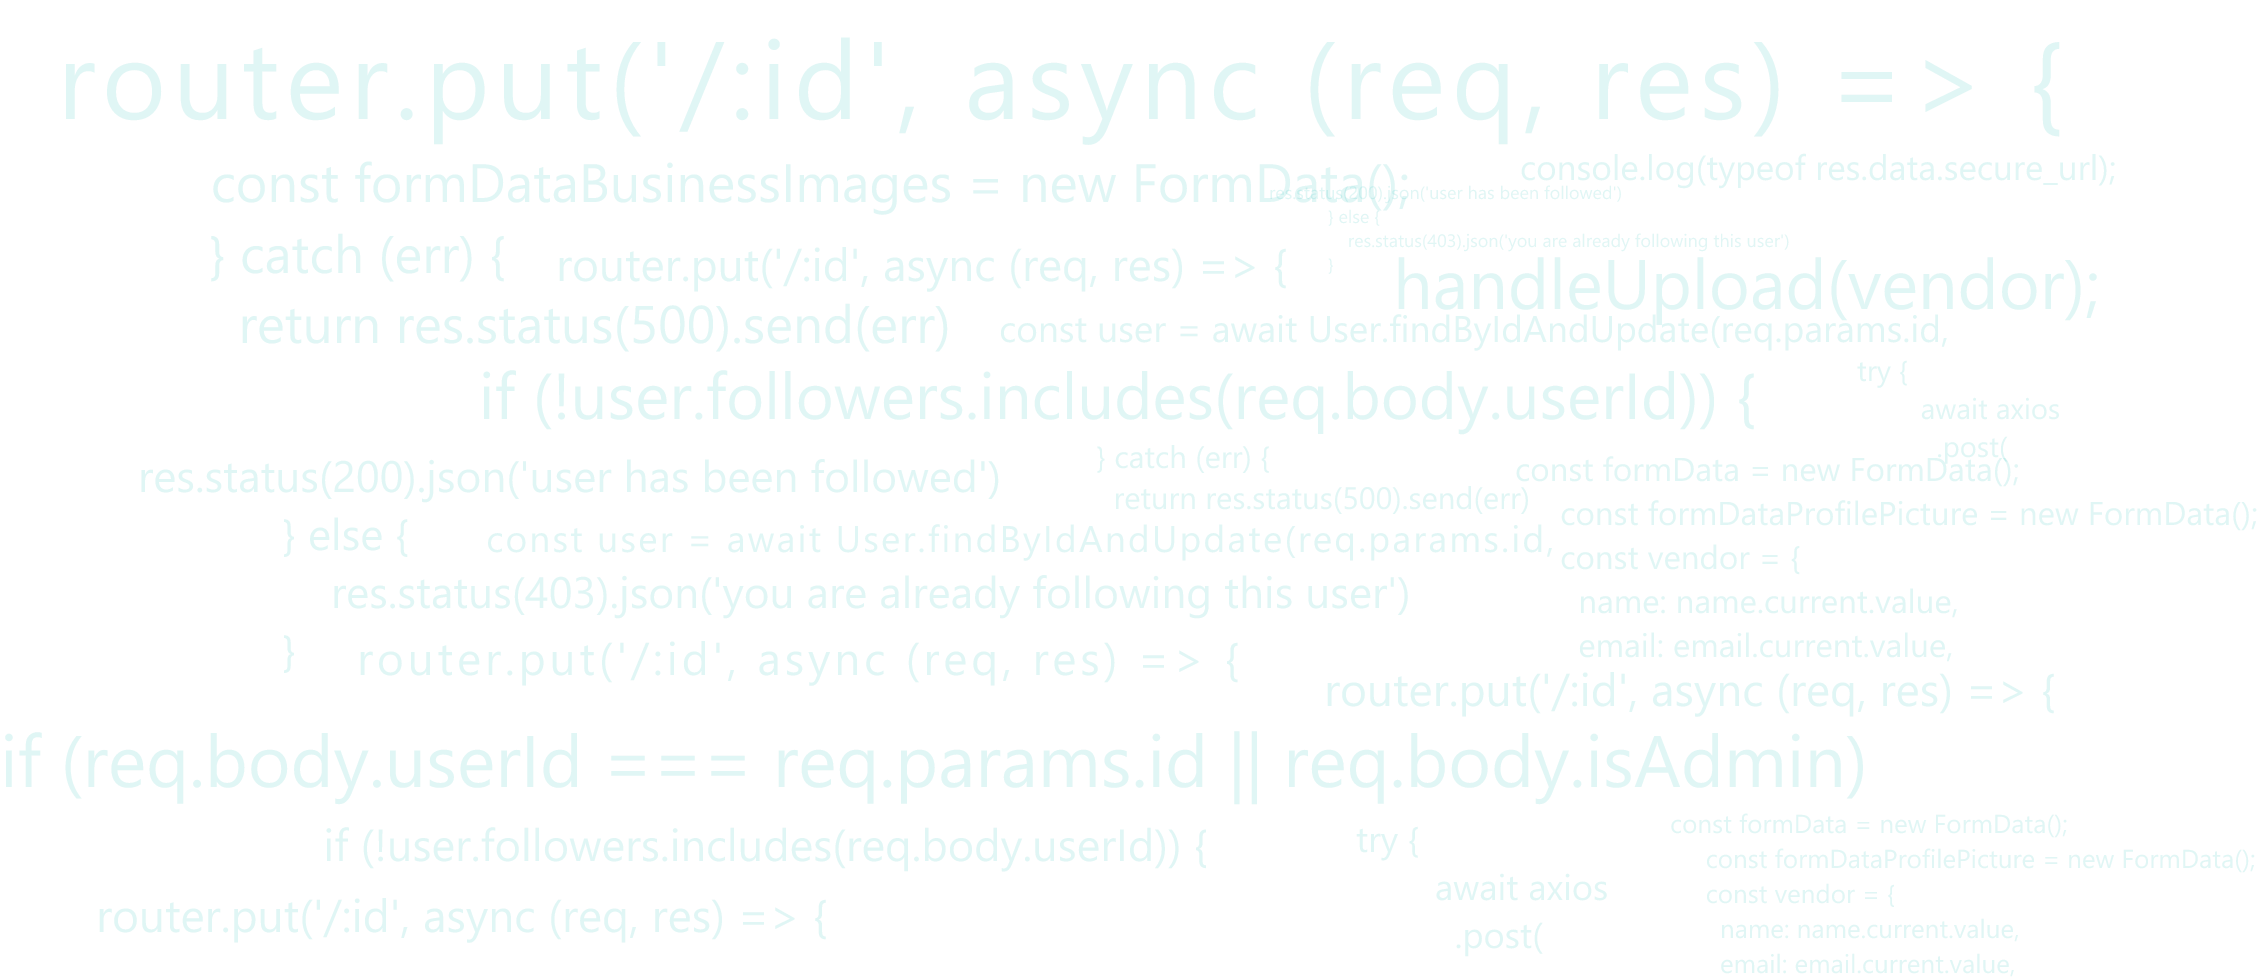 router.put('/:id', async (req, res) => {
const formDataBusinessImages = new FormData();
console.log(typeof res.data.secure_url);
res.status(200).json('user has been followed')
} else {
res.status(403).json('you are already following this user')
}
} catch (err) {
router.put('/:id', async (req, res) => {
handleUpload(vendor);
return res.status(500).send(err)
const user = await User.findByIdAndUpdate(req.params.id,
try {
await axios
.post(
if (!user.followers.includes(req.body.userId)) {
} catch (err) {
return res.status(500).send(err)
res.status(200).json('user has been followed')
} else {
const user = await User.findByIdAndUpdate(req.params.id,
res.status(403).json('you are already following this user')
}
router.put('/:id', async (req, res) => {
const formData = new FormData();
const formDataProfilePicture = new FormData();
const vendor = {
name: name.current.value,
email: email.current.value,
router.put('/:id', async (req, res) => {
if (req.body.userId === req.params.id || req.body.isAdmin)
if (!user.followers.includes(req.body.userId)) {
router.put('/:id', async (req, res) => {
try {
await axios
.post(
const formData = new FormData();
const formDataProfilePicture = new FormData();
const vendor = {
name: name.current.value,
email: email.current.value,